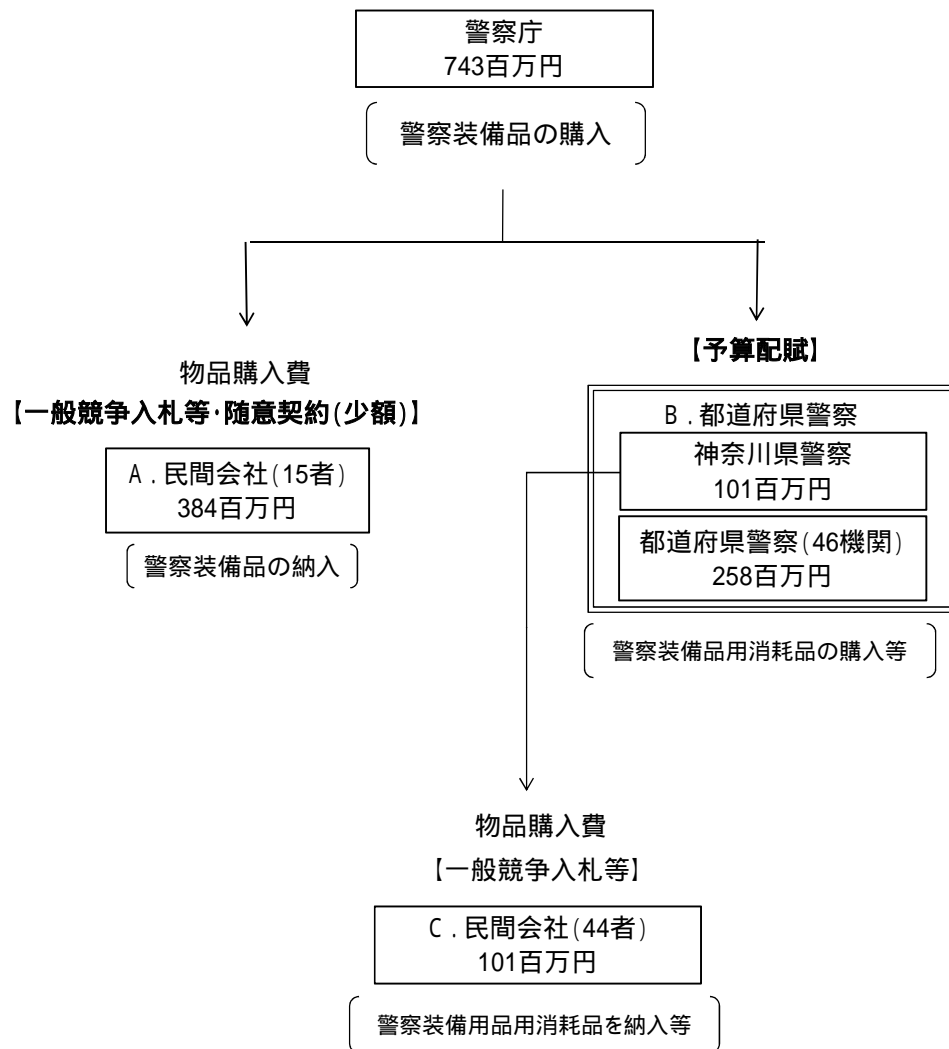 警察庁
743百万円
警察装備品の購入
物品購入費
【一般競争入札等・随意契約(少額)】
A．民間会社(15者)
384百万円
警察装備品の納入
【予算配賦】
B．都道府県警察
神奈川県警察
101百万円
都道府県警察(46機関)
258百万円
警察装備品用消耗品の購入等
物品購入費
【一般競争入札等】
C．民間会社(44者)
101百万円
警察装備用品用消耗品を納入等